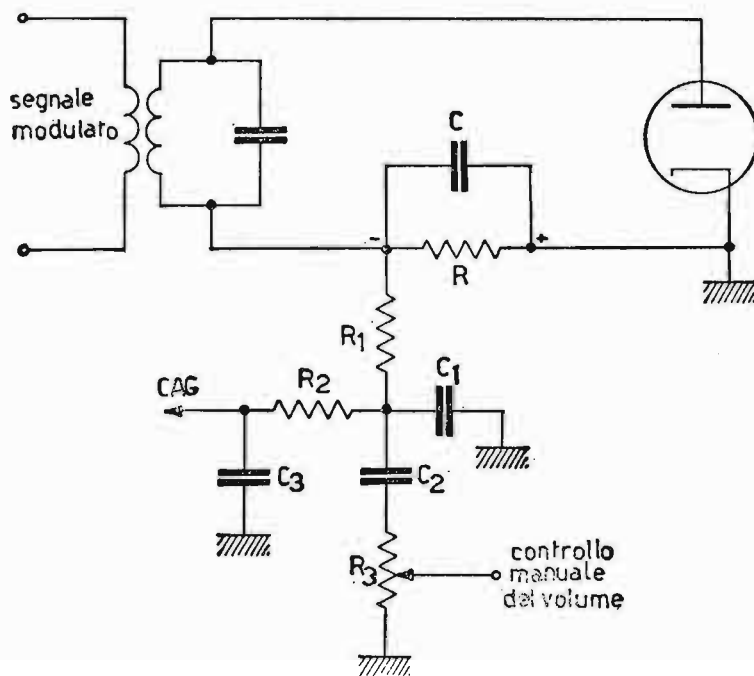 segnale
modulato
C
-
+
R
R1
CAG
R2
C1
C3
C2
R3
controllo
manuale
del volume